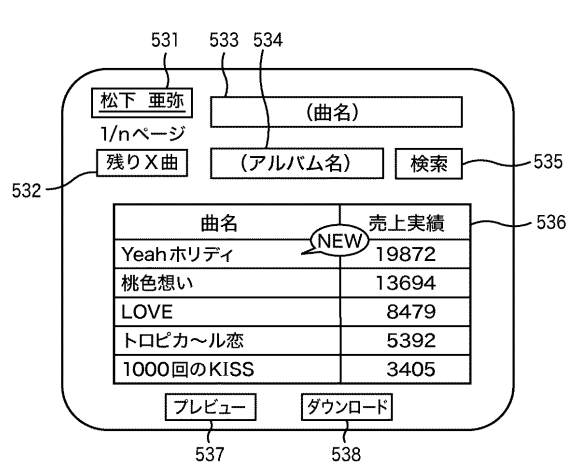 531
533
534
松下 亜弥
(曲名)
1/nページ
残りX曲
(アルバム名)
検索
532
535
536
曲名
売上実績
NEW
Yeahホリディ
19872
桃色想い
13694
LOVE
8479
トロピカ〜ル恋
5392
1000回のKISS
3405
プレビュー
ダウンロード
537
538